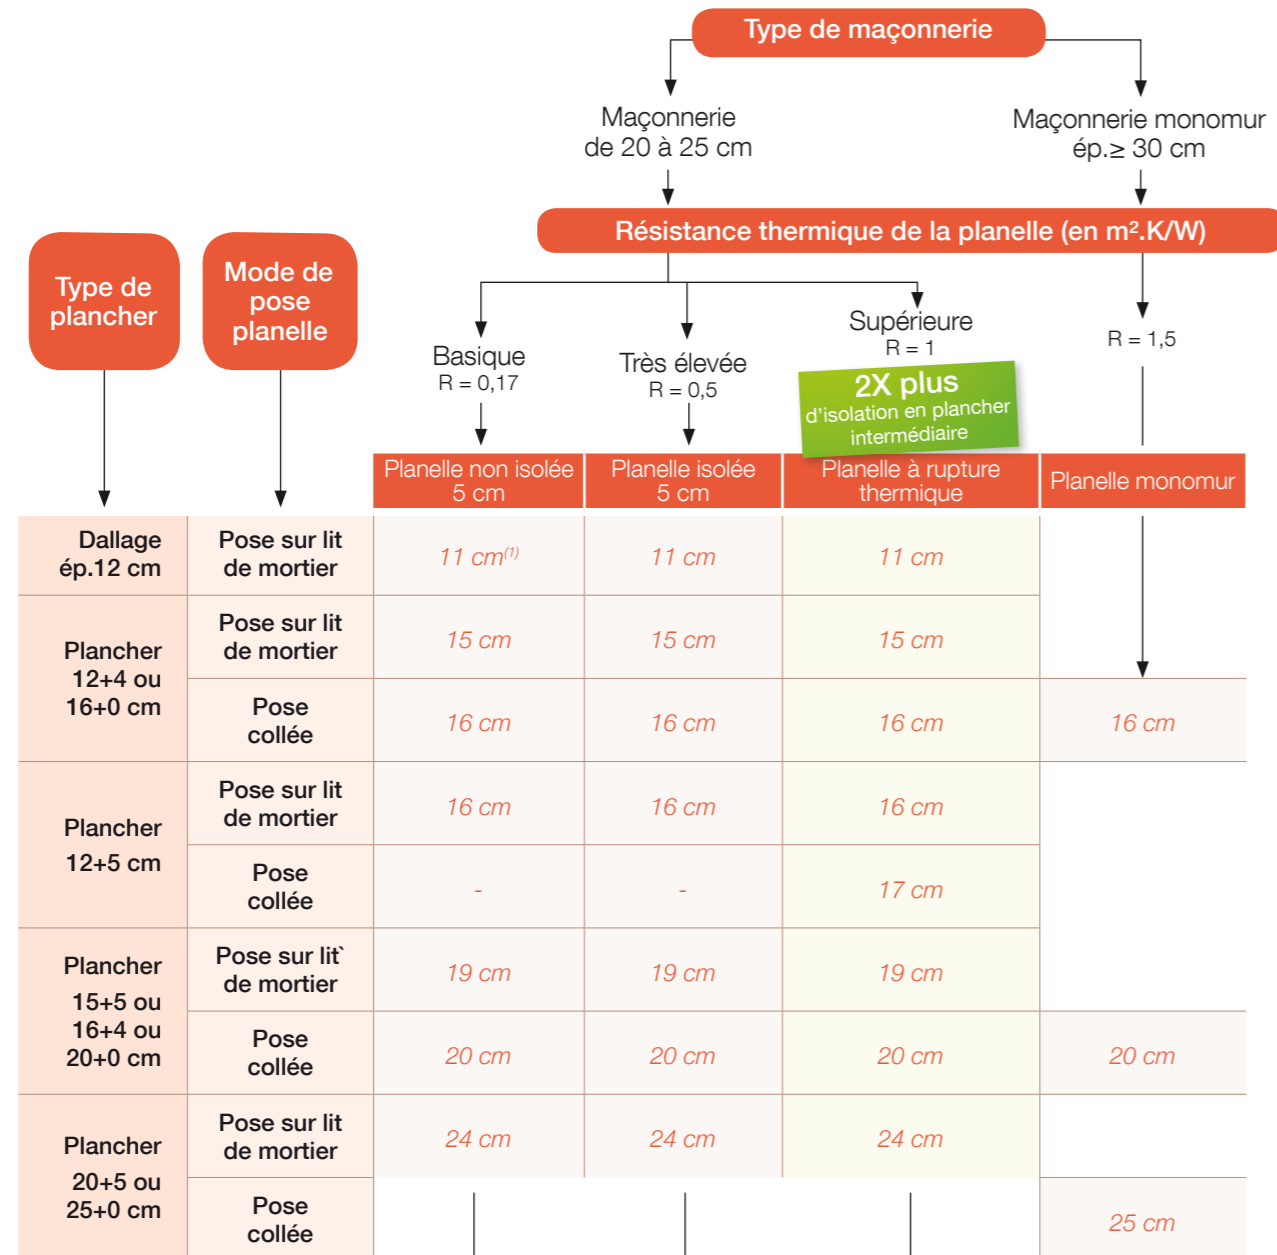 Type de maçonnerie
Maçonnerie
de 20 à 25 cm
Maçonnerie monomur
ép.≥ 30 cm
Résistance thermique de la planelle (en m².K/W)
Type de
plancher
Mode de
pose
planelle
Basique
R = 0,17
Très élevée
R = 0,5
Supérieure
R = 1
2X plus
d'isolation en plancher
intermédiaire
R = 1,5
Planelle non isolée
5 cm
Planelle isolée
5 cm
Planelle à rupture
thermique
Planelle monomur
Dallage
ép.12 cm
Pose sur lit
de mortier
11 cm(1)
11 cm
11 cm
Plancher
12+4 ou
16+0 cm
Pose sur lit
de mortier
15 cm
15 cm
15 cm
Pose
collée
16 cm
16 cm
16 cm
16 cm
Plancher
12+5 cm
Pose sur lit
de mortier
16 cm
16 cm
16 cm
Pose
collée
-
-
17 cm
Plancher
15+5 ou
16+4 ou
20+0 cm
Pose sur lit`
de mortier
19 cm
19 cm
19 cm
Pose
collée
20 cm
20 cm
20 cm
20 cm
Plancher
20+5 ou
25+0 cm
Pose sur lit
de mortier
24 cm
24 cm
24 cm
Pose
collée
25 cm